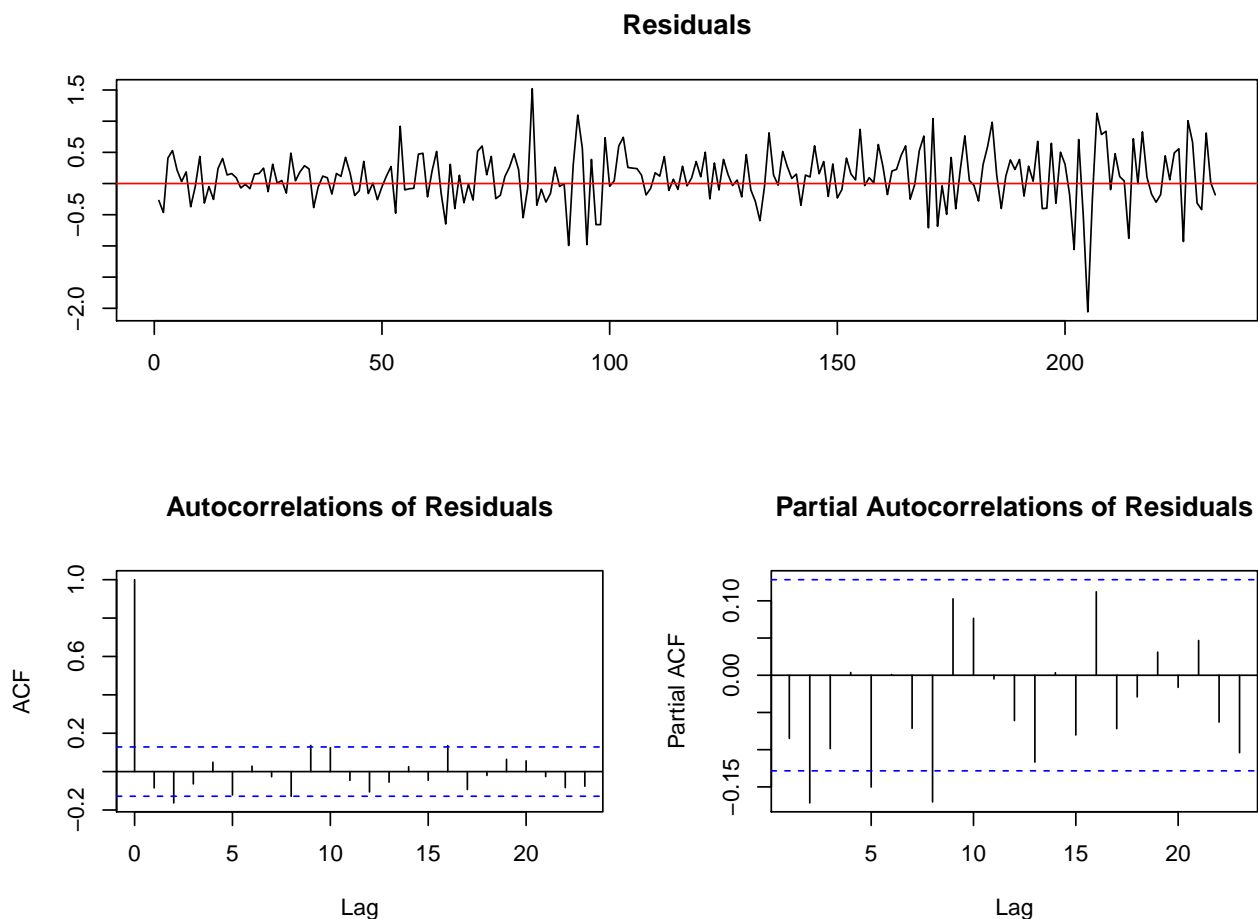 Residuals
1.5
0.5
−0.5
−2.0
0 50 100 150 200
Autocorrelations of Residuals
ACF
1.0
0.6
0.2
−0.2
0 5 10 15 20
Lag
Partial Autocorrelations of Residuals
Partial ACF
0.10
0.00
−0.15
5 10 15 20
Lag